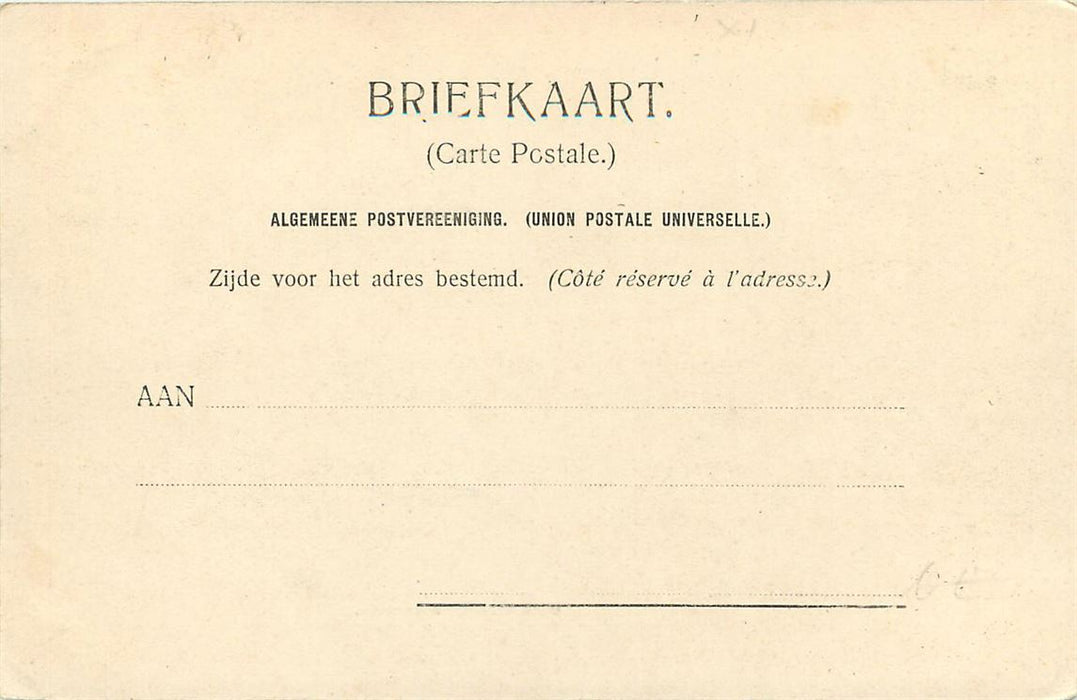 BRIEFKAART.
(Carte Postale.)
ALGEMEENE POSTVEREENIGING. (UNION POSTALE UNIVERSELLE.)
Zijde voor het adres bestemd. (Côté réservé à l'adresse.)
AAN